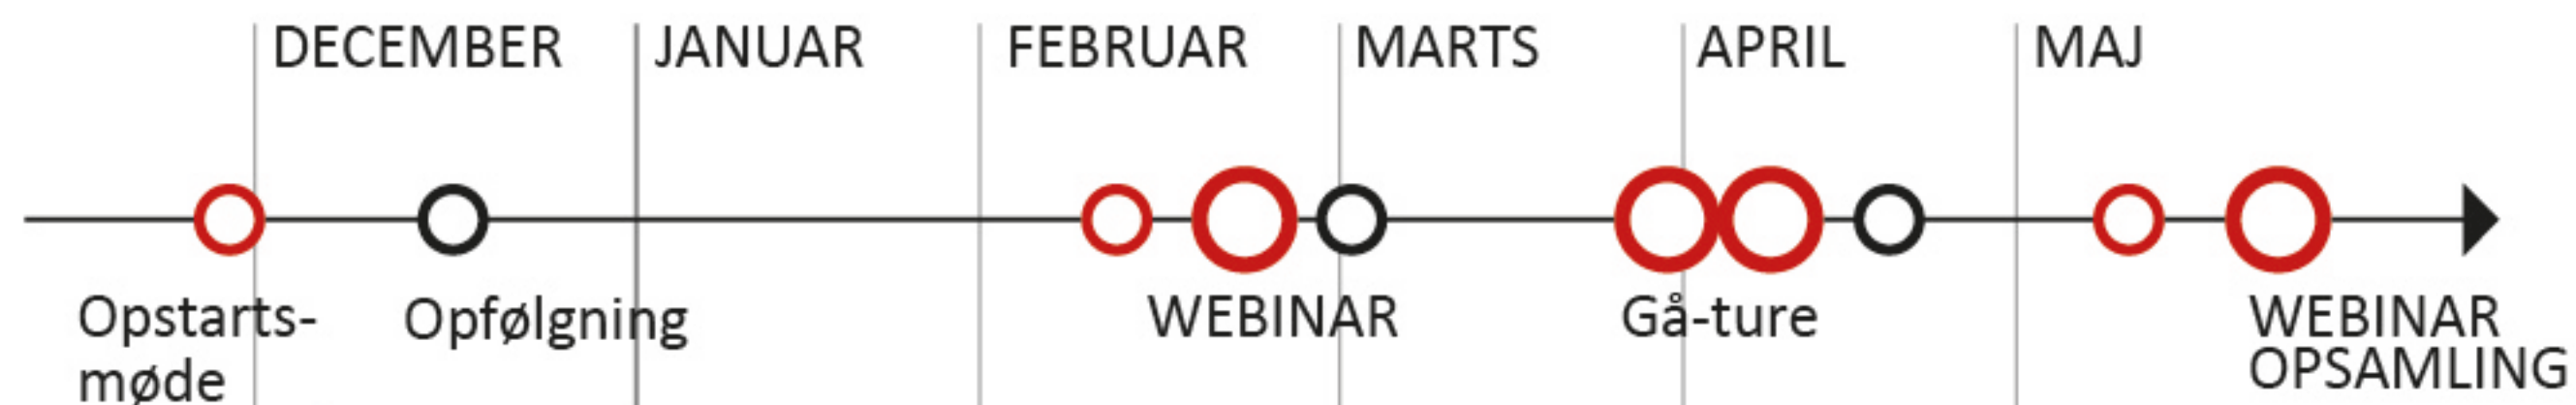 DECEMBER JANUAR FEBRUAR MARTS APRIL MAJ
Opstarts-
møde
Opfølgning
WEBINAR
Gå-ture
WEBINAR
OPSAMLING